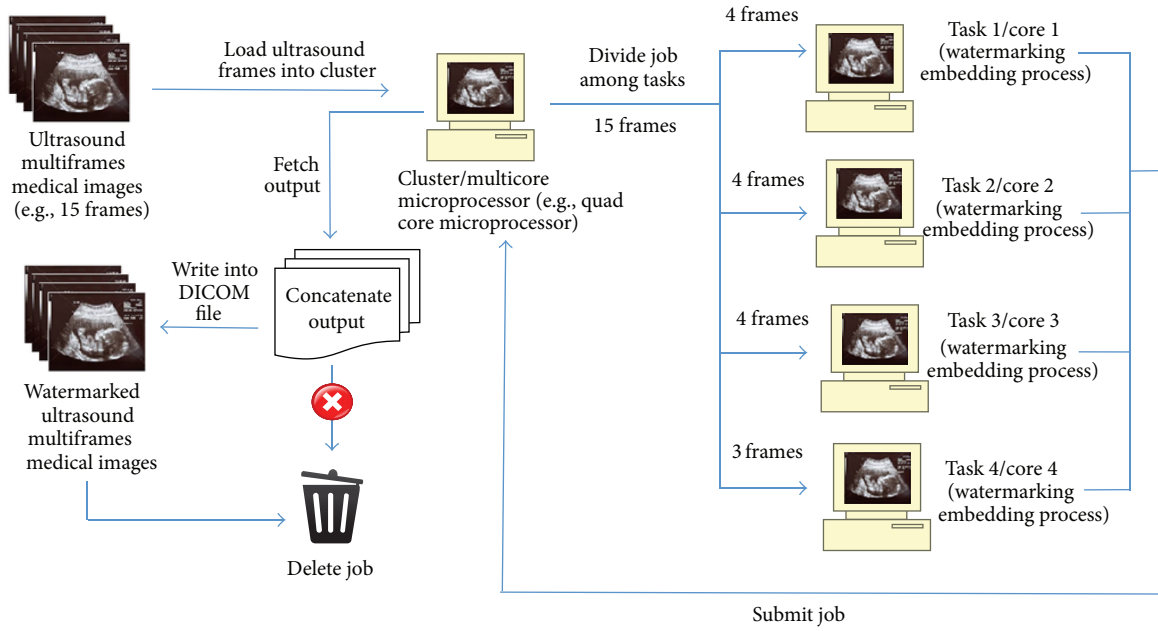 Load ultrasound
frames into cluster
Ultrasound
multiframes
medical images
(e.g., 15 frames)
Cluster/multicore
microprocessor (e.g., quad
core microprocessor)
Divide job
among tasks
15 frames
4 frames
Task 1/core 1
(watermarking
embedding process)
4 frames
Task 2/core 2
(watermarking
embedding process)
4 frames
Task 3/core 3
(watermarking
embedding process)
3 frames
Task 4/core 4
(watermarking
embedding process)
Submit job
Fetch
output
Concatenate
output
Write into
DICOM
file
Watermarked
ultrasound
multiframes
medical images
Delete job